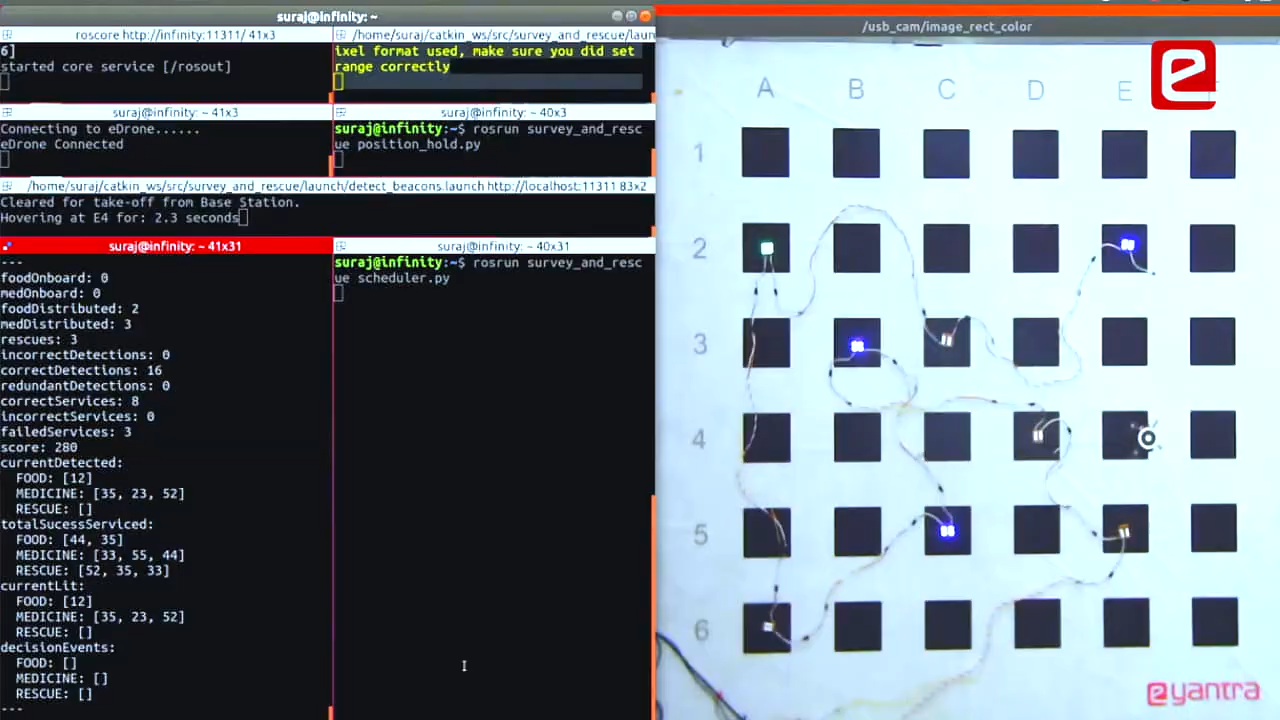 suraj@infinity: ~
roscore http://infinity:11311/ 41x3
6]
started core service [/rosout]
/home/suraj/catkin_ws/src/survey_and_rescue/laun
ixel format used, make sure you did set
range correctly
suraj@infinity: ~ 41x3
Connecting to eDrone......
eDrone Connected
suraj@infinity: ~ 40x3
suraj@infinity:~$ rosrun survey_and_resc
ue position_hold.py
/home/suraj/catkin_ws/src/survey_and_rescue/launch/detect_beacons.launch http://localhost:11311 83x2
Cleared for take-off from Base Station.
Hovering at E4 for: 2.3 seconds
suraj@infinity: ~ 41x31
---
foodOnboard: 0
medOnboard: 0
foodDistributed: 2
medDistributed: 3
rescues: 3
incorrectDetections: 0
correctDetections: 16
redundantDetections: 0
correctServices: 8
incorrectServices: 0
failedServices: 3
score: 280
currentDetected:
FOOD: [12]
MEDICINE: [35, 23, 52]
RESCUE: []
totalSucessServiced:
FOOD: [44, 35]
MEDICINE: [33, 55, 44]
RESCUE: [52, 35, 33]
currentLit:
FOOD: [12]
MEDICINE: [35, 23, 52]
RESCUE: []
decisionEvents:
FOOD: []
MEDICINE: []
RESCUE: []
---
suraj@infinity: ~ 40x31
suraj@infinity:~$ rosrun survey_and_resc
ue scheduler.py
/usb_cam/image_rect_color
e
A B C D E
1
2
3
4
5
6
eyantra